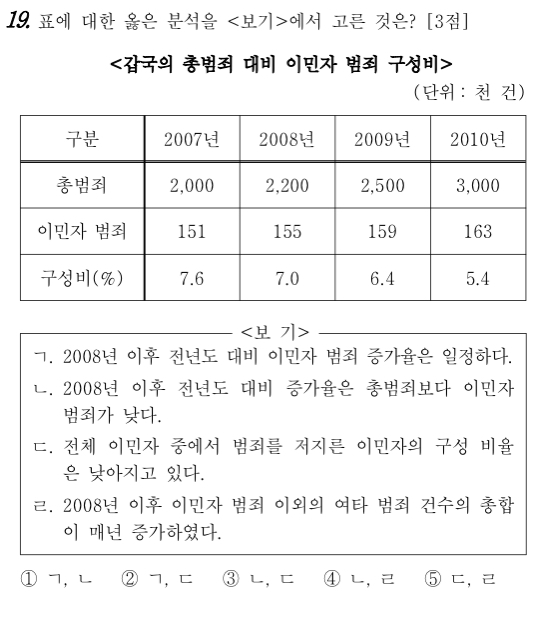 19. 표에 대한 옳은 분석을 <보기>에서 고른 것은? [3점]
<갑국의 총범죄 대비 이민자 범죄 구성비>
(단위 : 천 건)
구분 2007년 2008년 2009년 2010년
총범죄 2,000 2,200 2,500 3,000
이민자 범죄 151 155 159 163
구성비(%) 7.6 7.0 6.4 5.4
<보 기>
ㄱ. 2008년 이후 전년도 대비 이민자 범죄 증가율은 일정하다.
ㄴ. 2008년 이후 전년도 대비 증가율은 총범죄보다 이민자
범죄가 낮다.
ㄷ. 전체 이민자 중에서 범죄를 저지른 이민자의 구성 비율
은 낮아지고 있다.
ㄹ. 2008년 이후 이민자 범죄 이외의 여타 범죄 건수의 총합
이 매년 증가하였다.
① ㄱ, ㄴ ② ㄱ, ㄷ ③ ㄴ, ㄷ ④ ㄴ, ㄹ ⑤ ㄷ, ㄹ